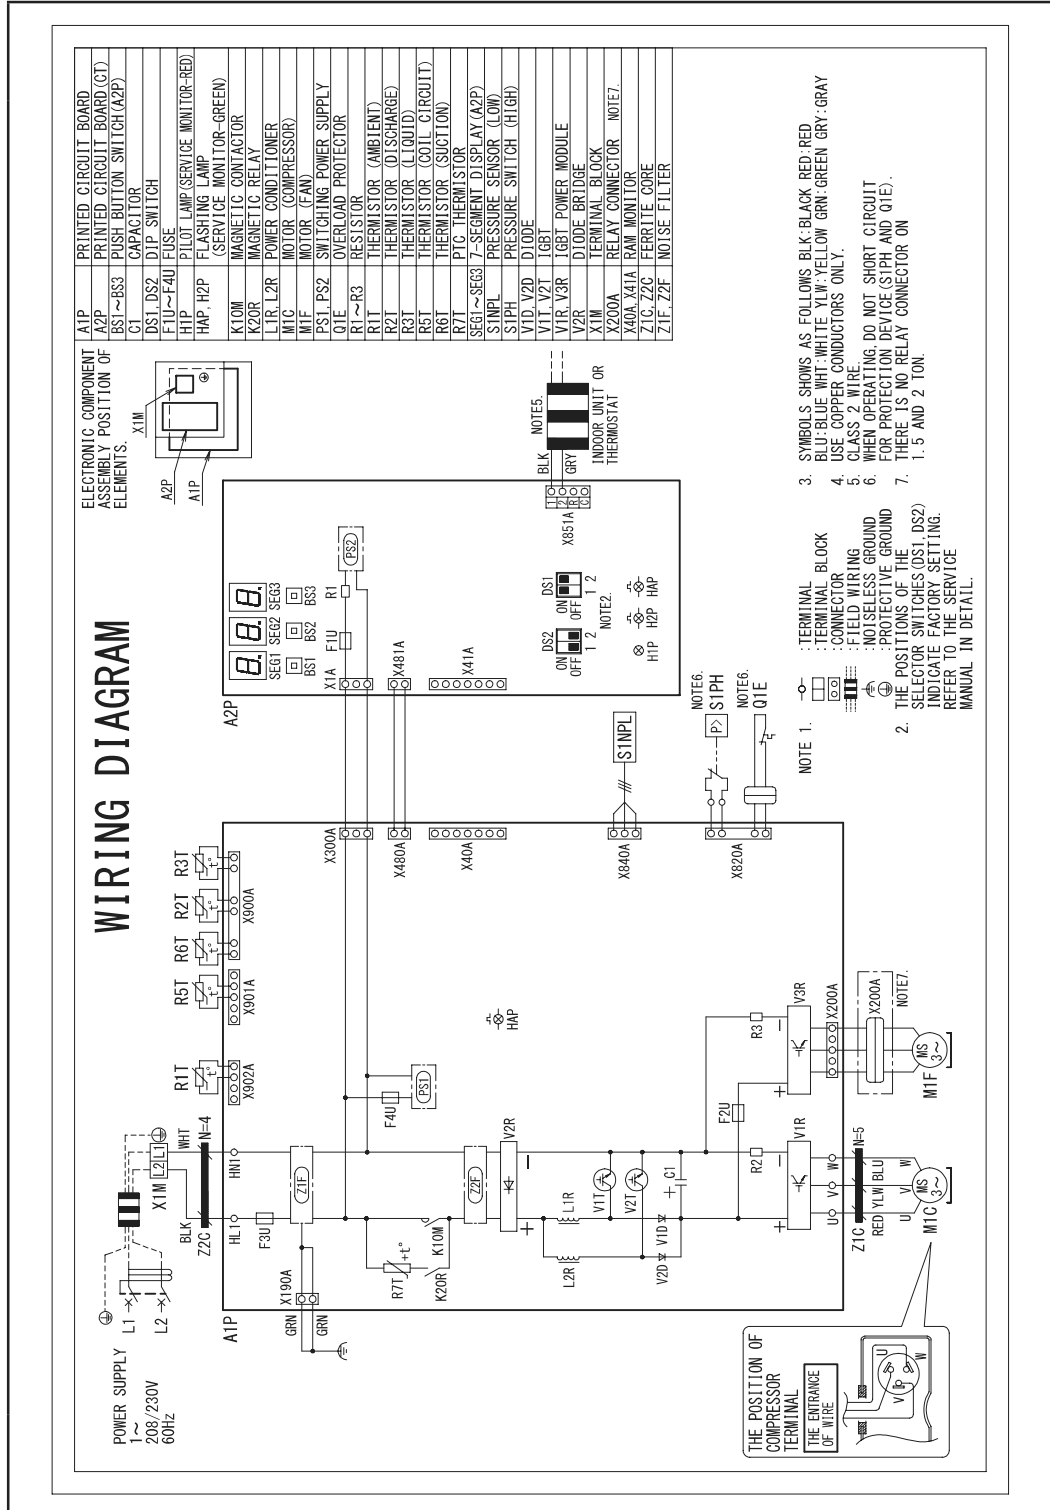 WIRING DIAGRAM
POWER SUPPLY
1~
208/230V
60Hz
L1
L2
X1M
L2 L1
BLK
WHT
Z2C
N=4
HL1
HN1
F3U
Z1F
X190A
GRN
GRN
A1P
R1T
t°
X902A
R5T
t°
X901A
R6T
t°
R2T
t°
R3T
t°
X900A
R7T
+t°
K10M
K20R
F4U
PS1
Z2F
V2R
HAP
L1R
L2R
V1T
V2T
V2D
V1D
C1
R2
F2U
R3
V1R
V3R
U
V
W
Z1C
N=5
RED
YLW
BLU
U
V
W
MS
3~
M1C
X200A
X200A
NOTE7.
MS
3~
M1F
X300A
X480A
X40A
X840A
X820A
S1NPL
NOTE6.
P>
S1PH
NOTE6.
Q1E
A2P
X1A
X481A
X41A
SEG1
SEG2
SEG3
BS1
BS2
BS3
F1U
R1
PS2
DS2
ON
OFF
1 2
DS1
ON
OFF
1 2
NOTE2.
H1P
H2P
HAP
X851A
1
2
R
C
BLK
GRY
NOTE5.
INDOOR UNIT OR
THERMOSTAT
THE POSITION OF
COMPRESSOR
TERMINAL
THE ENTRANCE
OF WIRE
U
V
W
ELECTRONIC COMPONENT
ASSEMBLY POSITION OF
ELEMENTS.
X1M
A2P
A1P
A1P PRINTED CIRCUIT BOARD
A2P PRINTED CIRCUIT BOARD(CT)
BS1~BS3 PUSH BUTTON SWITCH(A2P)
C1 CAPACITOR
DS1, DS2 DIP SWITCH
F1U~F4U FUSE
H1P PILOT LAMP(SERVICE MONITOR-RED)
HAP, H2P FLASHING LAMP
(SERVICE MONITOR-GREEN)
K10M MAGNETIC CONTACTOR
K20R MAGNETIC RELAY
L1R, L2R POWER CONDITIONER
M1C MOTOR (COMPRESSOR)
M1F MOTOR (FAN)
PS1, PS2 SWITCHING POWER SUPPLY
Q1E OVERLOAD PROTECTOR
R1~R3 RESISTOR
R1T THERMISTOR (AMBIENT)
R2T THERMISTOR (DISCHARGE)
R3T THERMISTOR (LIQUID)
R5T THERMISTOR (COIL CIRCUIT)
R6T THERMISTOR (SUCTION)
R7T PTC THERMISTOR
SEG1~SEG3 7-SEGMENT DISPLAY(A2P)
S1NPL PRESSURE SENSOR (LOW)
S1PH PRESSURE SWITCH (HIGH)
V1D, V2D DIODE
V1T, V2T IGBT
V1R, V3R IGBT POWER MODULE
V2R DIODE BRIDGE
X1M TERMINAL BLOCK
X200A RELAY CONNECTOR NOTE7.
X40A, X41A RAM MONITOR
Z1C, Z2C FERRITE CORE
Z1F, Z2F NOISE FILTER
NOTE 1.
:TERMINAL
:TERMINAL BLOCK
:CONNECTOR
:FIELD WIRING
:NOISELESS GROUND
:PROTECTIVE GROUND
2. THE POSITIONS OF THE
SELECTOR SWITCHES(DS1, DS2)
INDICATE FACTORY SETTING.
REFER TO THE SERVICE
MANUAL IN DETAIL.
3. SYMBOLS SHOWS AS FOLLOWS BLK:BLACK RED:RED
BLU:BLUE WHT:WHITE YLW:YELLOW GRN:GREEN GRY:GRAY
4. USE COPPER CONDUCTORS ONLY.
5. CLASS 2 WIRE.
6. WHEN OPERATING, DO NOT SHORT CIRCUIT
FOR PROTECTION DEVICE(S1PH AND Q1E).
7. THERE IS NO RELAY CONNECTOR ON
1.5 AND 2 TON.